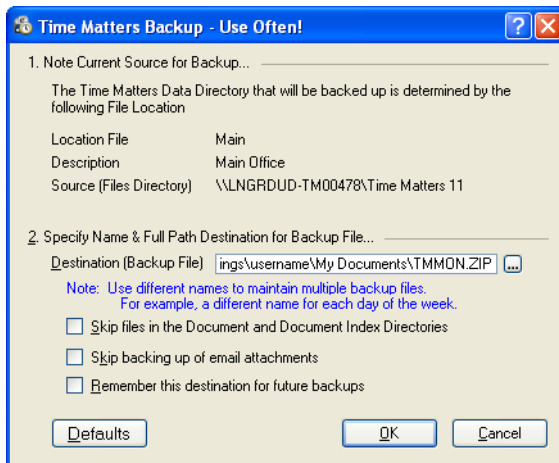 Time Matters Backup - Use Often!
1. Note Current Source for Backup...
The Time Matters Data Directory that will be backed up is determined by the
following File Location
Location File Main
Description Main Office
Source (Files Directory) \\LNGRDUD-TM00478\Time Matters 11
2. Specify Name & Full Path Destination for Backup File...
Destination (Backup File) ings\username\My Documents\TMMON.ZIP ...
Note: Use different names to maintain multiple backup files.
For example, a different name for each day of the week.
Skip files in the Document and Document Index Directories
Skip backing up of email attachments
Remember this destination for future backups
Defaults OK Cancel